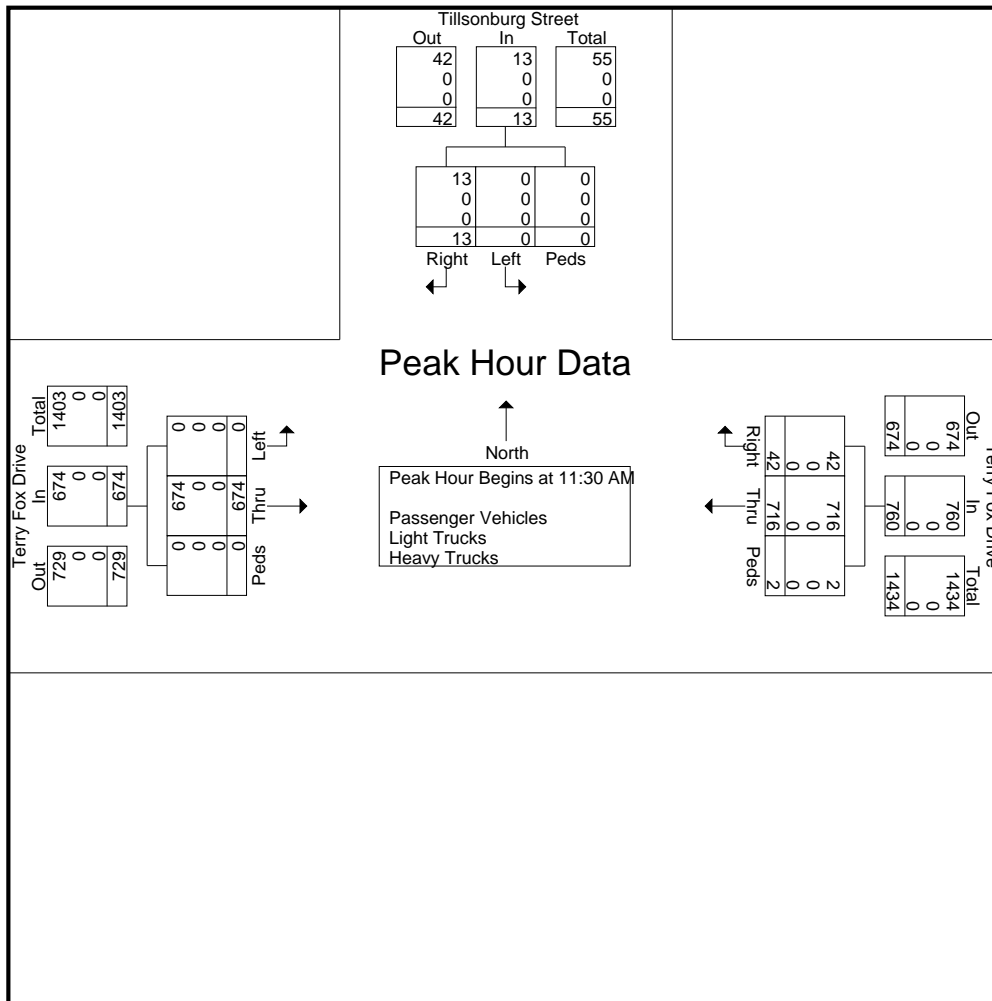 Tillsonburg Street
Out In Total
42 13 55
0 0 0
0 0 0
42 13 55
13 0 0
0 0 0
0 0 0
13 0 0
Right Left Peds
Peak Hour Data
North
Peak Hour Begins at 11:30 AM
Passenger Vehicles
Light Trucks
Heavy Trucks
Terry Fox Drive
Out In Total
729 674 1403
0 0 0
0 0 0
729 674 1403
0 674 0
0 0 0
0 0 0
0 674 0
Peds Thru Left
Terry Fox Drive
Out In Total
674 760 1434
0 0 0
0 0 0
674 760 1434
42 716 2
0 0 0
0 0 0
42 716 2
Right Thru Peds